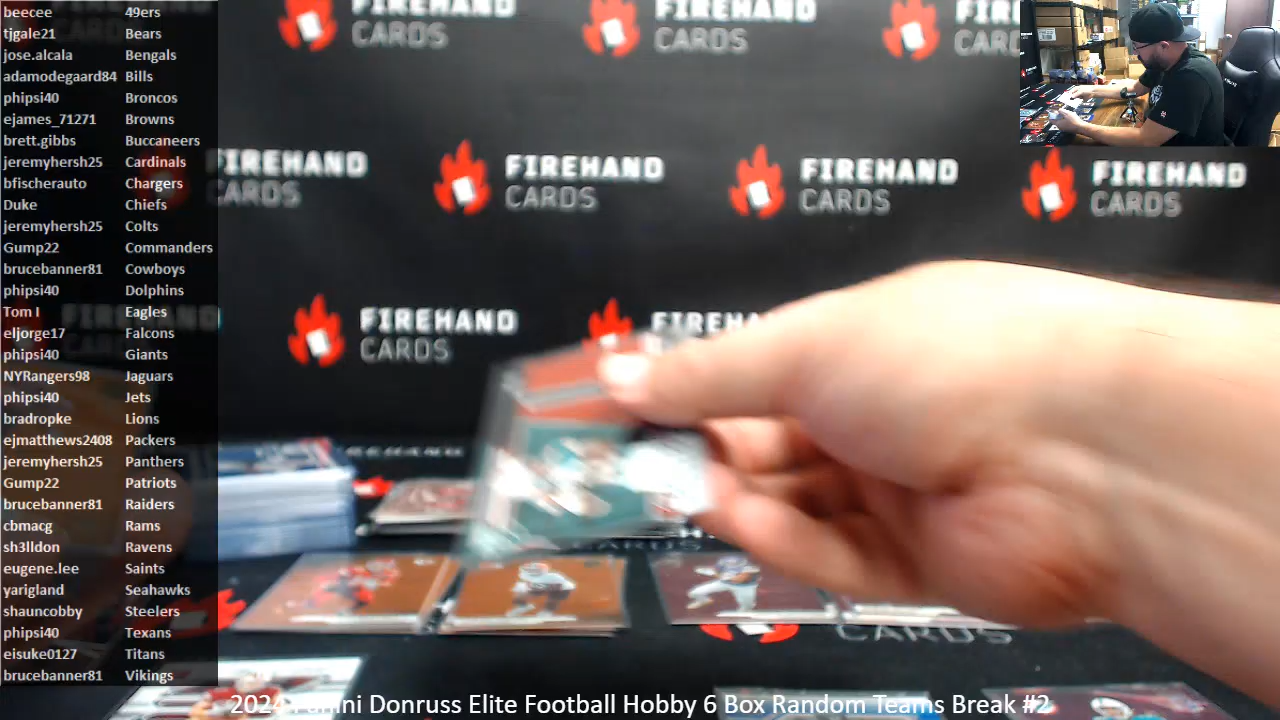 beecee 49ers
tjgale21 Bears
jose.alcala Bengals
adamodegaard84 Bills
phipsi40 Broncos
ejames_71271 Browns
brett.gibbs Buccaneers
jeremyhersh25 Cardinals
bfischerauto Chargers
Duke Chiefs
jeremyhersh25 Colts
Gump22 Commanders
brucebanner81 Cowboys
phipsi40 Dolphins
Tom I Eagles
eljorge17 Falcons
phipsi40 Giants
NYRangers98 Jaguars
phipsi40 Jets
bradropke Lions
ejmatthews2408 Packers
jeremyhersh25 Panthers
Gump22 Patriots
brucebanner81 Raiders
cbmacg Rams
sh3lldon Ravens
eugene.lee Saints
yarigland Seahawks
shauncobby Steelers
phipsi40 Texans
eisuke0127 Titans
brucebanner81 Vikings
FIREHAND CARDS
FIREHAND CARDS
FIREHAND CARDS
FIREHAND CARDS
FIREHAND CARDS
FIREHAND CARDS
FIREHAND CARDS
CARDS
2024 Panini Donruss Elite Football Hobby 6 Box Random Teams Break #2